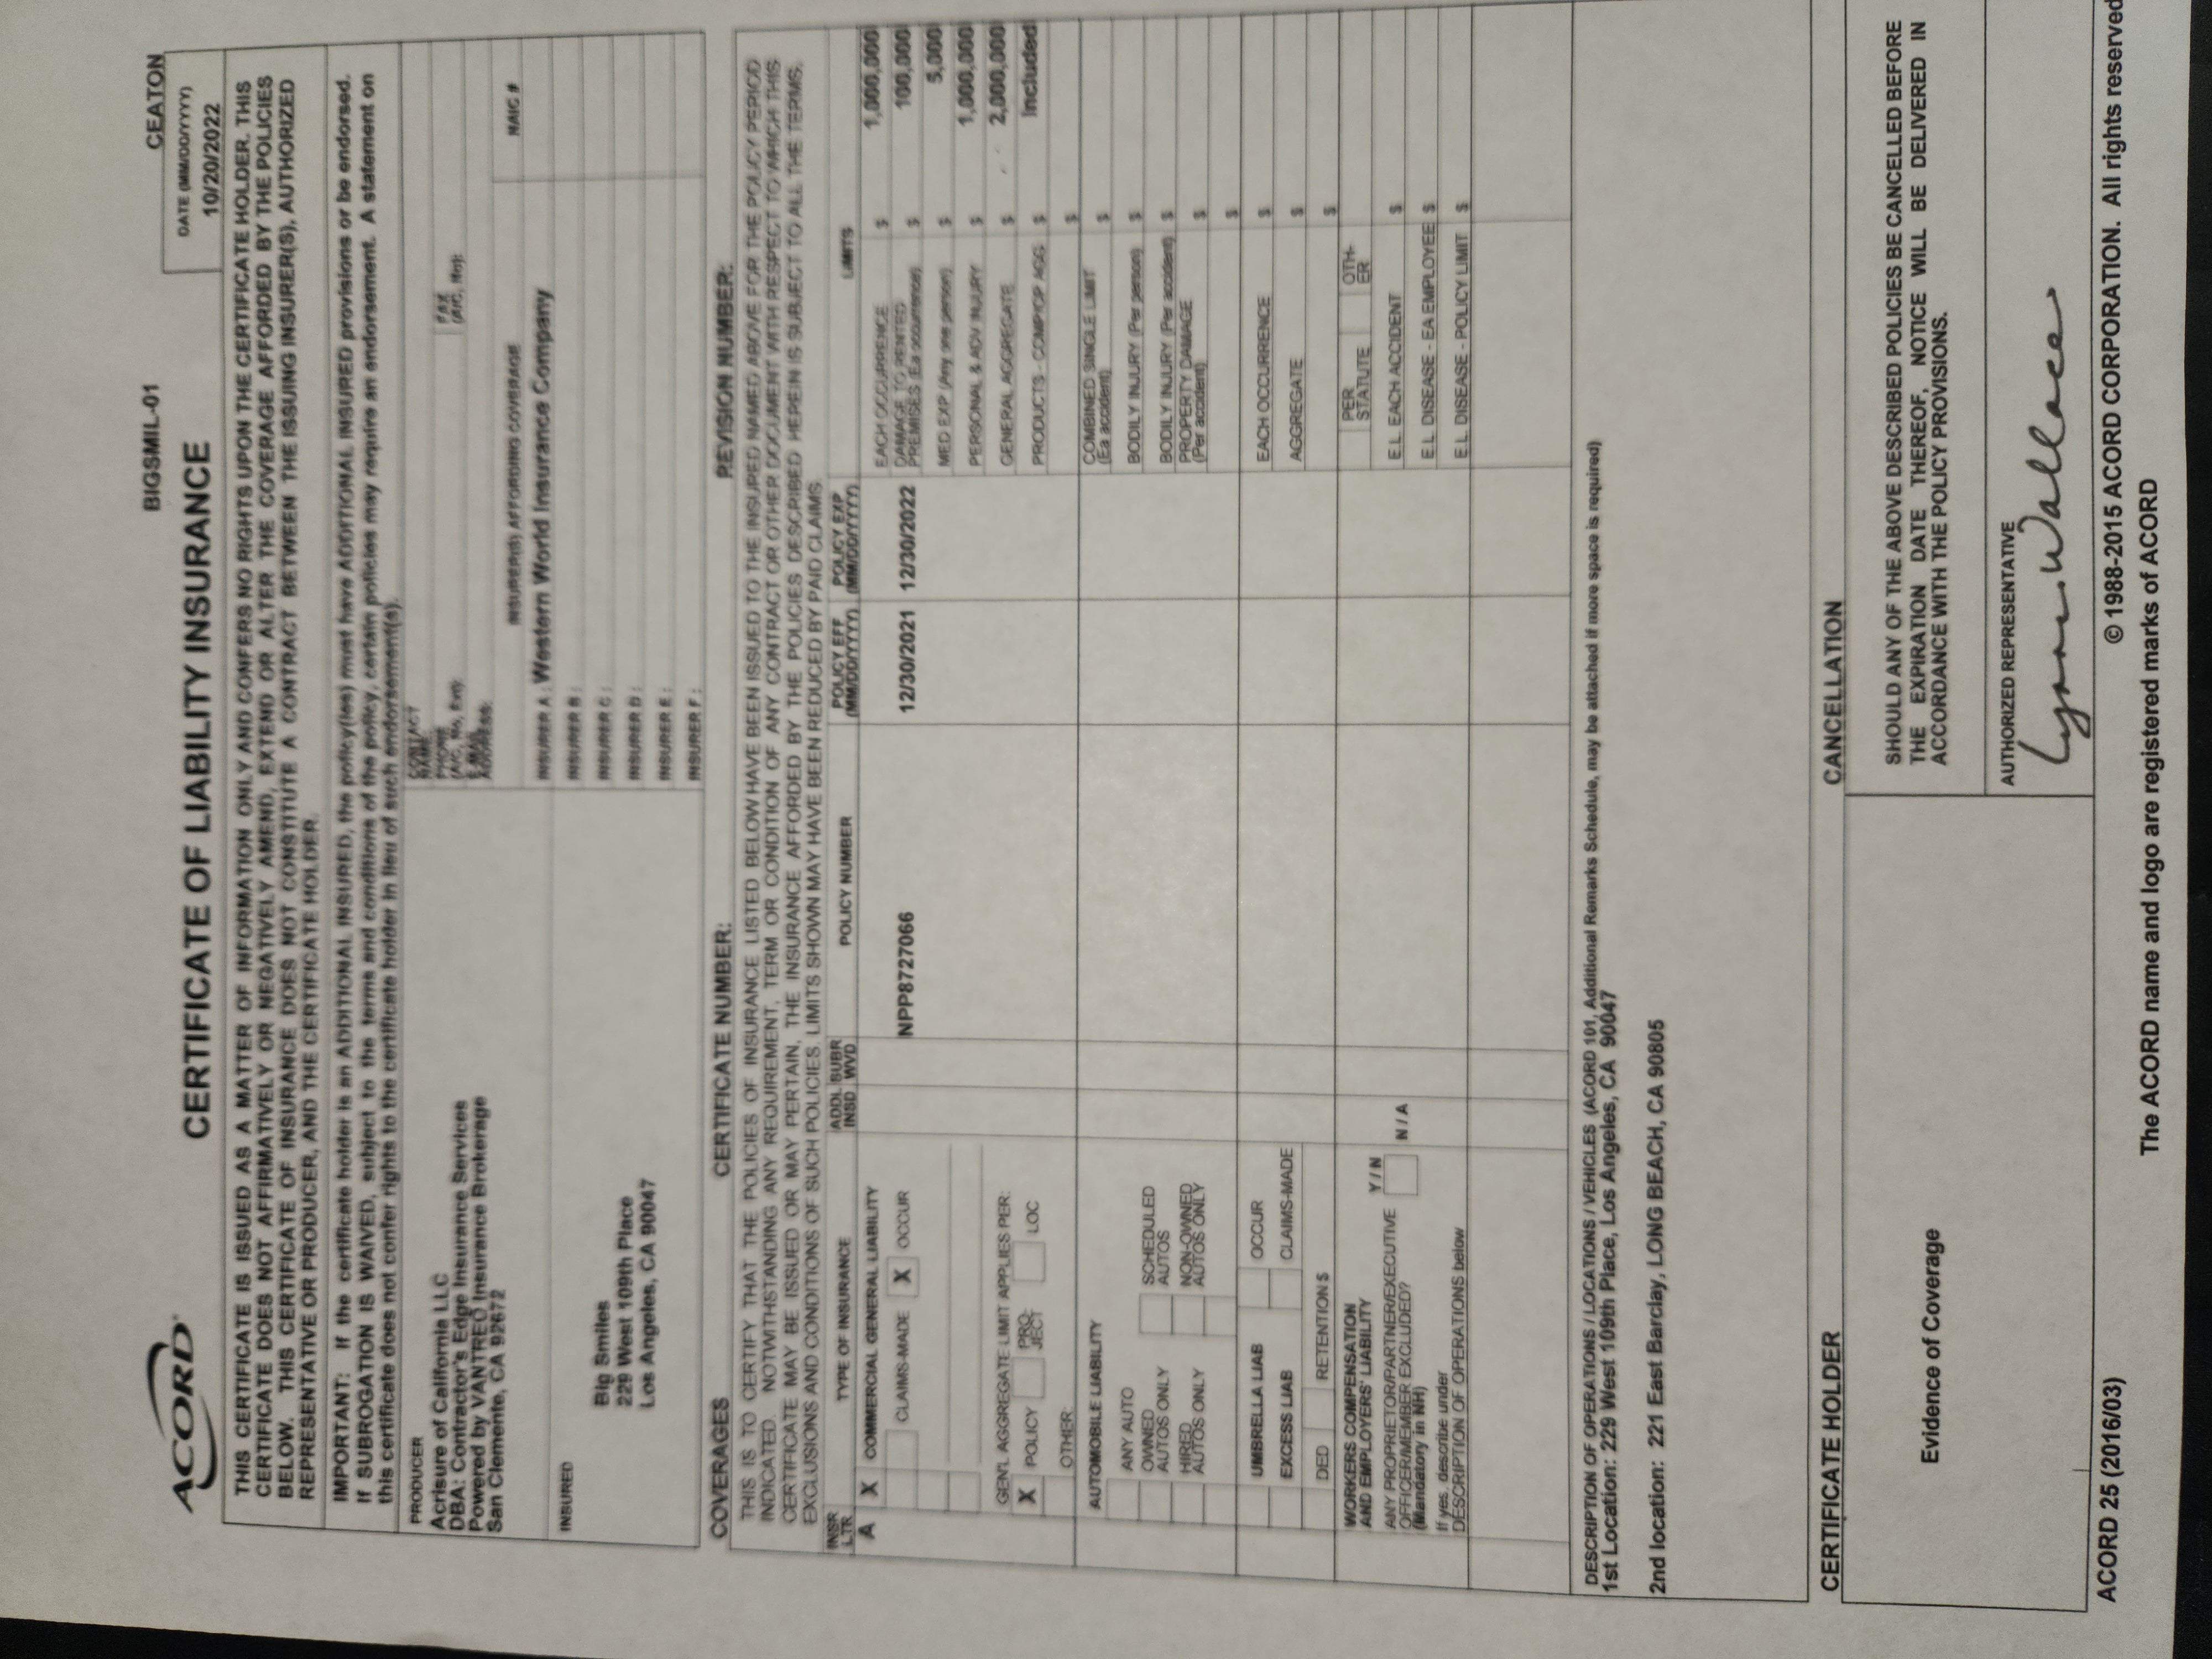 BIGSMIL-01
CEATON
ACORD
CERTIFICATE OF LIABILITY INSURANCE
DATE (MM/DD/YYYY)
10/20/2022
THIS CERTIFICATE IS ISSUED AS A MATTER OF INFORMATION ONLY AND CONFERS NO RIGHTS UPON THE CERTIFICATE HOLDER. THIS
CERTIFICATE DOES NOT AFFIRMATIVELY OR NEGATIVELY AMEND, EXTEND OR ALTER THE COVERAGE AFFORDED BY THE POLICIES
BELOW. THIS CERTIFICATE OF INSURANCE DOES NOT CONSTITUTE A CONTRACT BETWEEN THE ISSUING INSURER(S), AUTHORIZED
REPRESENTATIVE OR PRODUCER, AND THE CERTIFICATE HOLDER.
IMPORTANT: If the certificate holder is an ADDITIONAL INSURED, the policy(ies) must have ADDITIONAL INSURED provisions or be endorsed.
If SUBROGATION IS WAIVED, subject to the terms and conditions of the policy, certain policies may require an endorsement. A statement on
this certificate does not confer rights to the certificate holder in lieu of such endorsement(s).
PRODUCER
Acrisure of California LLC
DBA: Contractor's Edge Insurance Services
Powered by VANTREO Insurance Brokerage
San Clemente, CA 92672
CONTACT
NAME:
PHONE
(A/C, No, Ext):
FAX
(A/C, No):
E-MAIL
ADDRESS:
INSURER(S) AFFORDING COVERAGE
NAIC #
INSURER A : Western World Insurance Company
INSURED
Big Smiles
229 West 109th Place
Los Angeles, CA 90047
INSURER B :
INSURER C :
INSURER D :
INSURER E :
INSURER F :
COVERAGES CERTIFICATE NUMBER: REVISION NUMBER:
THIS IS TO CERTIFY THAT THE POLICIES OF INSURANCE LISTED BELOW HAVE BEEN ISSUED TO THE INSURED NAMED ABOVE FOR THE POLICY PERIOD
INDICATED. NOTWITHSTANDING ANY REQUIREMENT, TERM OR CONDITION OF ANY CONTRACT OR OTHER DOCUMENT WITH RESPECT TO WHICH THIS
CERTIFICATE MAY BE ISSUED OR MAY PERTAIN, THE INSURANCE AFFORDED BY THE POLICIES DESCRIBED HEREIN IS SUBJECT TO ALL THE TERMS,
EXCLUSIONS AND CONDITIONS OF SUCH POLICIES. LIMITS SHOWN MAY HAVE BEEN REDUCED BY PAID CLAIMS.
INSR
LTR
TYPE OF INSURANCE
ADDL
INSD
SUBR
WVD
POLICY NUMBER
POLICY EFF
(MM/DD/YYYY)
POLICY EXP
(MM/DD/YYYY)
LIMITS
A X COMMERCIAL GENERAL LIABILITY
CLAIMS-MADE X OCCUR
NPP8727066 12/30/2021 12/30/2022
EACH OCCURRENCE $ 1,000,000
DAMAGE TO RENTED
PREMISES (Ea occurrence) $ 100,000
MED EXP (Any one person) $ 5,000
PERSONAL & ADV INJURY $ 1,000,000
GEN'L AGGREGATE LIMIT APPLIES PER:
GENERAL AGGREGATE $ 2,000,000
X POLICY PRO-
JECT LOC
PRODUCTS - COMP/OP AGG $ Included
OTHER:
$
AUTOMOBILE LIABILITY
COMBINED SINGLE LIMIT
(Ea accident) $
ANY AUTO
BODILY INJURY (Per person) $
OWNED
AUTOS ONLY
SCHEDULED
AUTOS
BODILY INJURY (Per accident) $
HIRED
AUTOS ONLY
NON-OWNED
AUTOS ONLY
PROPERTY DAMAGE
(Per accident) $
$
UMBRELLA LIAB OCCUR
EACH OCCURRENCE $
EXCESS LIAB CLAIMS-MADE
AGGREGATE $
DED RETENTION $
$
WORKERS COMPENSATION
AND EMPLOYERS' LIABILITY
Y / N
PER
STATUTE
OTH-
ER
ANY PROPRIETOR/PARTNER/EXECUTIVE
OFFICER/MEMBER EXCLUDED?
(Mandatory in NH)
N / A
E.L. EACH ACCIDENT $
E.L. DISEASE - EA EMPLOYEE $
If yes, describe under
DESCRIPTION OF OPERATIONS below
E.L. DISEASE - POLICY LIMIT $
DESCRIPTION OF OPERATIONS / LOCATIONS / VEHICLES (ACORD 101, Additional Remarks Schedule, may be attached if more space is required)
1st Location: 229 West 109th Place, Los Angeles, CA 90047
2nd location: 221 East Barclay, LONG BEACH, CA 90805
CERTIFICATE HOLDER
CANCELLATION
Evidence of Coverage
SHOULD ANY OF THE ABOVE DESCRIBED POLICIES BE CANCELLED BEFORE
THE EXPIRATION DATE THEREOF, NOTICE WILL BE DELIVERED IN
ACCORDANCE WITH THE POLICY PROVISIONS.
AUTHORIZED REPRESENTATIVE
Lynne Wallace
ACORD 25 (2016/03)
© 1988-2015 ACORD CORPORATION. All rights reserved
The ACORD name and logo are registered marks of ACORD